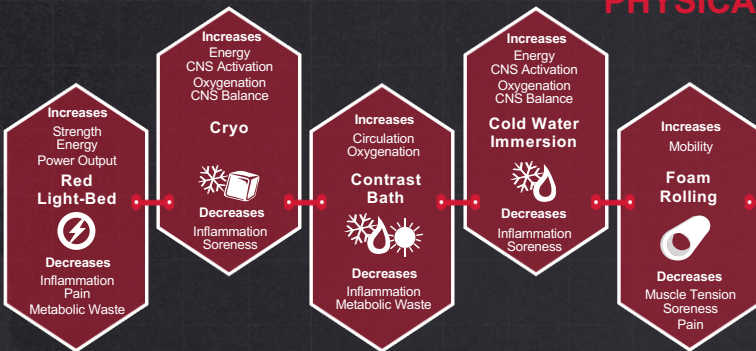 PHYSICA
Increases
Strength
Energy
Power Output
Red
Light-Bed
Decreases
Inflammation
Pain
Metabolic Waste
Increases
Energy
CNS Activation
Oxygenation
CNS Balance
Cryo
Decreases
Inflammation
Soreness
Increases
Circulation
Oxygenation
Contrast
Bath
Decreases
Inflammation
Metabolic Waste
Increases
Energy
CNS Activation
Oxygenation
CNS Balance
Cold Water
Immersion
Decreases
Inflammation
Soreness
Increases
Mobility
Foam
Rolling
Decreases
Muscle Tension
Soreness
Pain